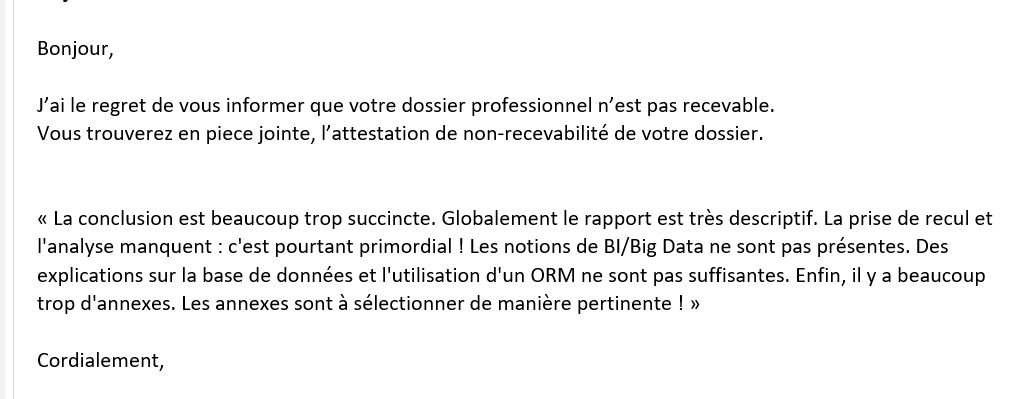 Bonjour,
J’ai le regret de vous informer que votre dossier professionnel n’est pas recevable.
Vous trouverez en piece jointe, l’attestation de non-recevabilité de votre dossier.
« La conclusion est beaucoup trop succincte. Globalement le rapport est très descriptif. La prise de recul et
l'analyse manquent : c'est pourtant primordial ! Les notions de BI/Big Data ne sont pas présentes. Des
explications sur la base de données et l'utilisation d'un ORM ne sont pas suffisantes. Enfin, il y a beaucoup
trop d'annexes. Les annexes sont à sélectionner de manière pertinente ! »
Cordialement,